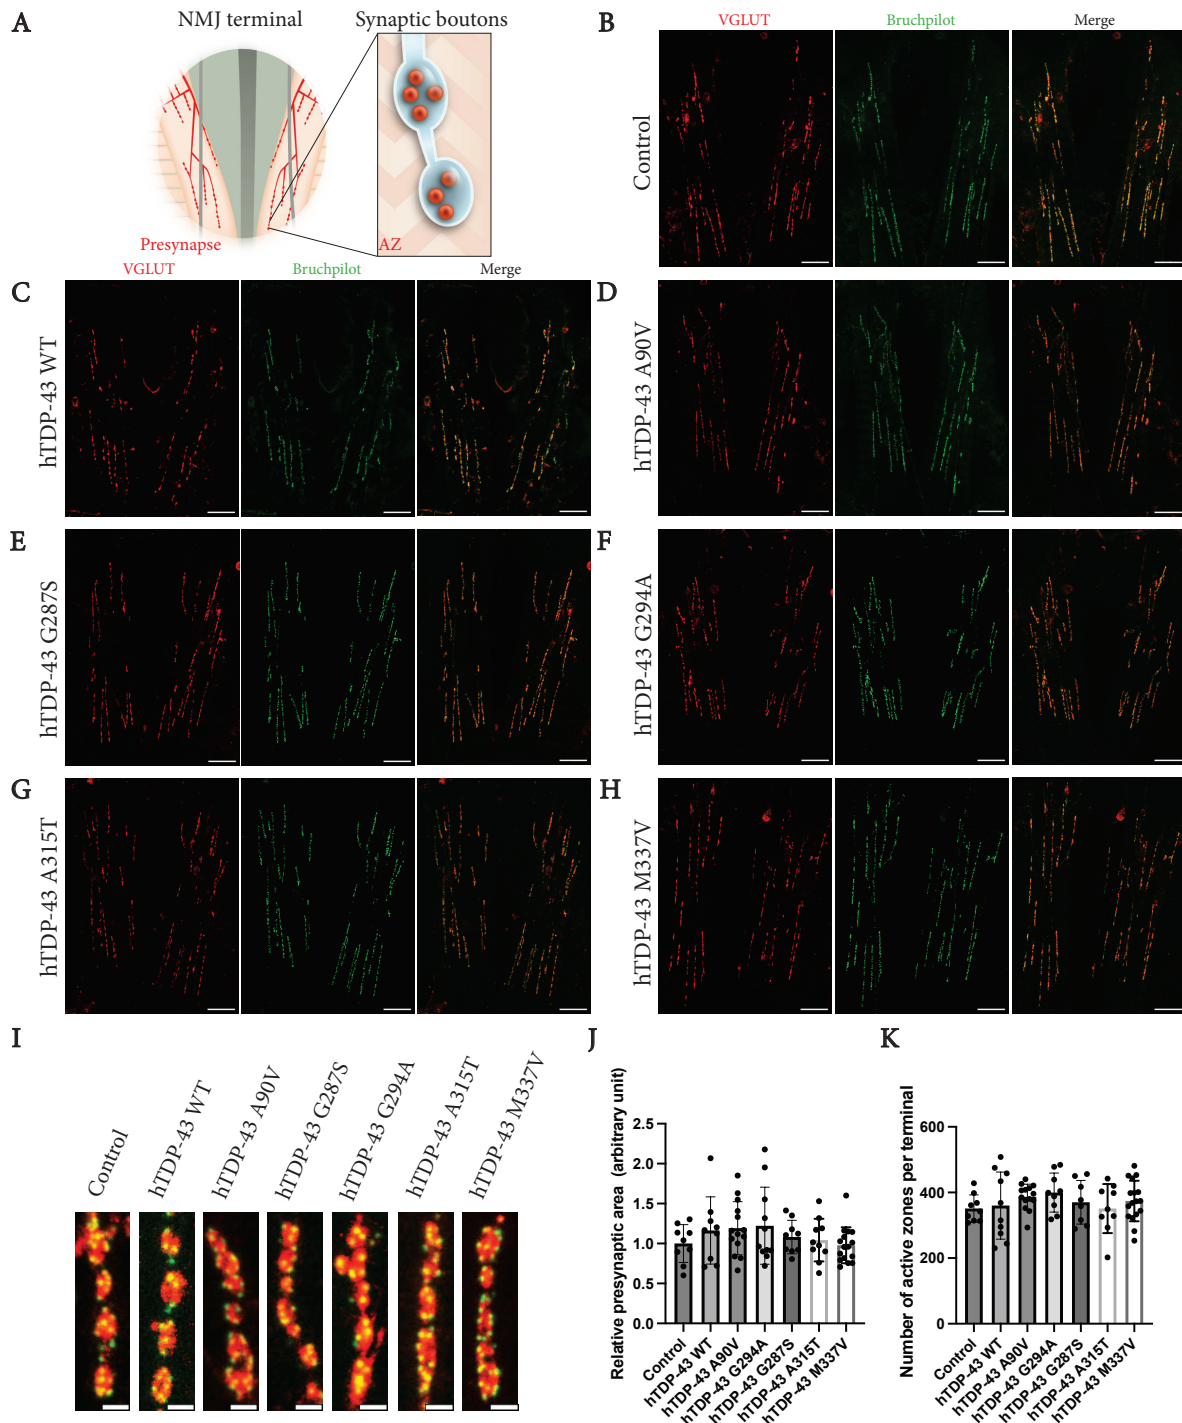 A
NMJ terminal
Synaptic boutons
Presynapse
AZ
B
VGLUT
Bruchpilot
Merge
Control
VGLUT
Bruchpilot
Merge
C
hTDP-43 WT
D
hTDP-43 A90V
E
hTDP-43 G287S
F
hTDP-43 G294A
G
hTDP-43 A315T
H
hTDP-43 M337V
I
Control
hTDP-43 WT
hTDP-43 A90V
hTDP-43 G287S
hTDP-43 G294A
hTDP-43 A315T
hTDP-43 M337V
J
Relative presynaptic area (arbitrary unit)
2.5
2.0
1.5
1.0
0.5
0.0
Control
hTDP-43 WT
hTDP-43 A90V
hTDP-43 G294A
hTDP-43 G287S
hTDP-43 A315T
hTDP-43 M337V
K
Number of active zones per terminal
600
400
200
0
Control
hTDP-43 WT
hTDP-43 A90V
hTDP-43 G294A
hTDP-43 G287S
hTDP-43 A315T
hTDP-43 M337V